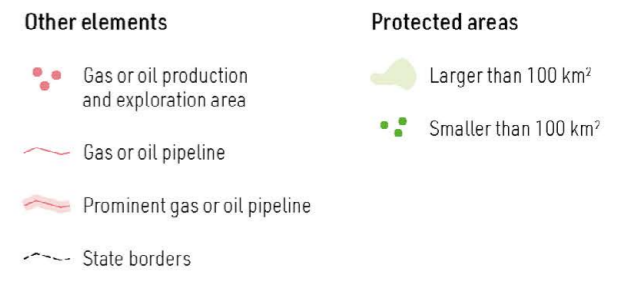 Other elements
Gas or oil production
and exploration area
Gas or oil pipeline
Prominent gas or oil pipeline
State borders
Protected areas
Larger than 100 km²
Smaller than 100 km²